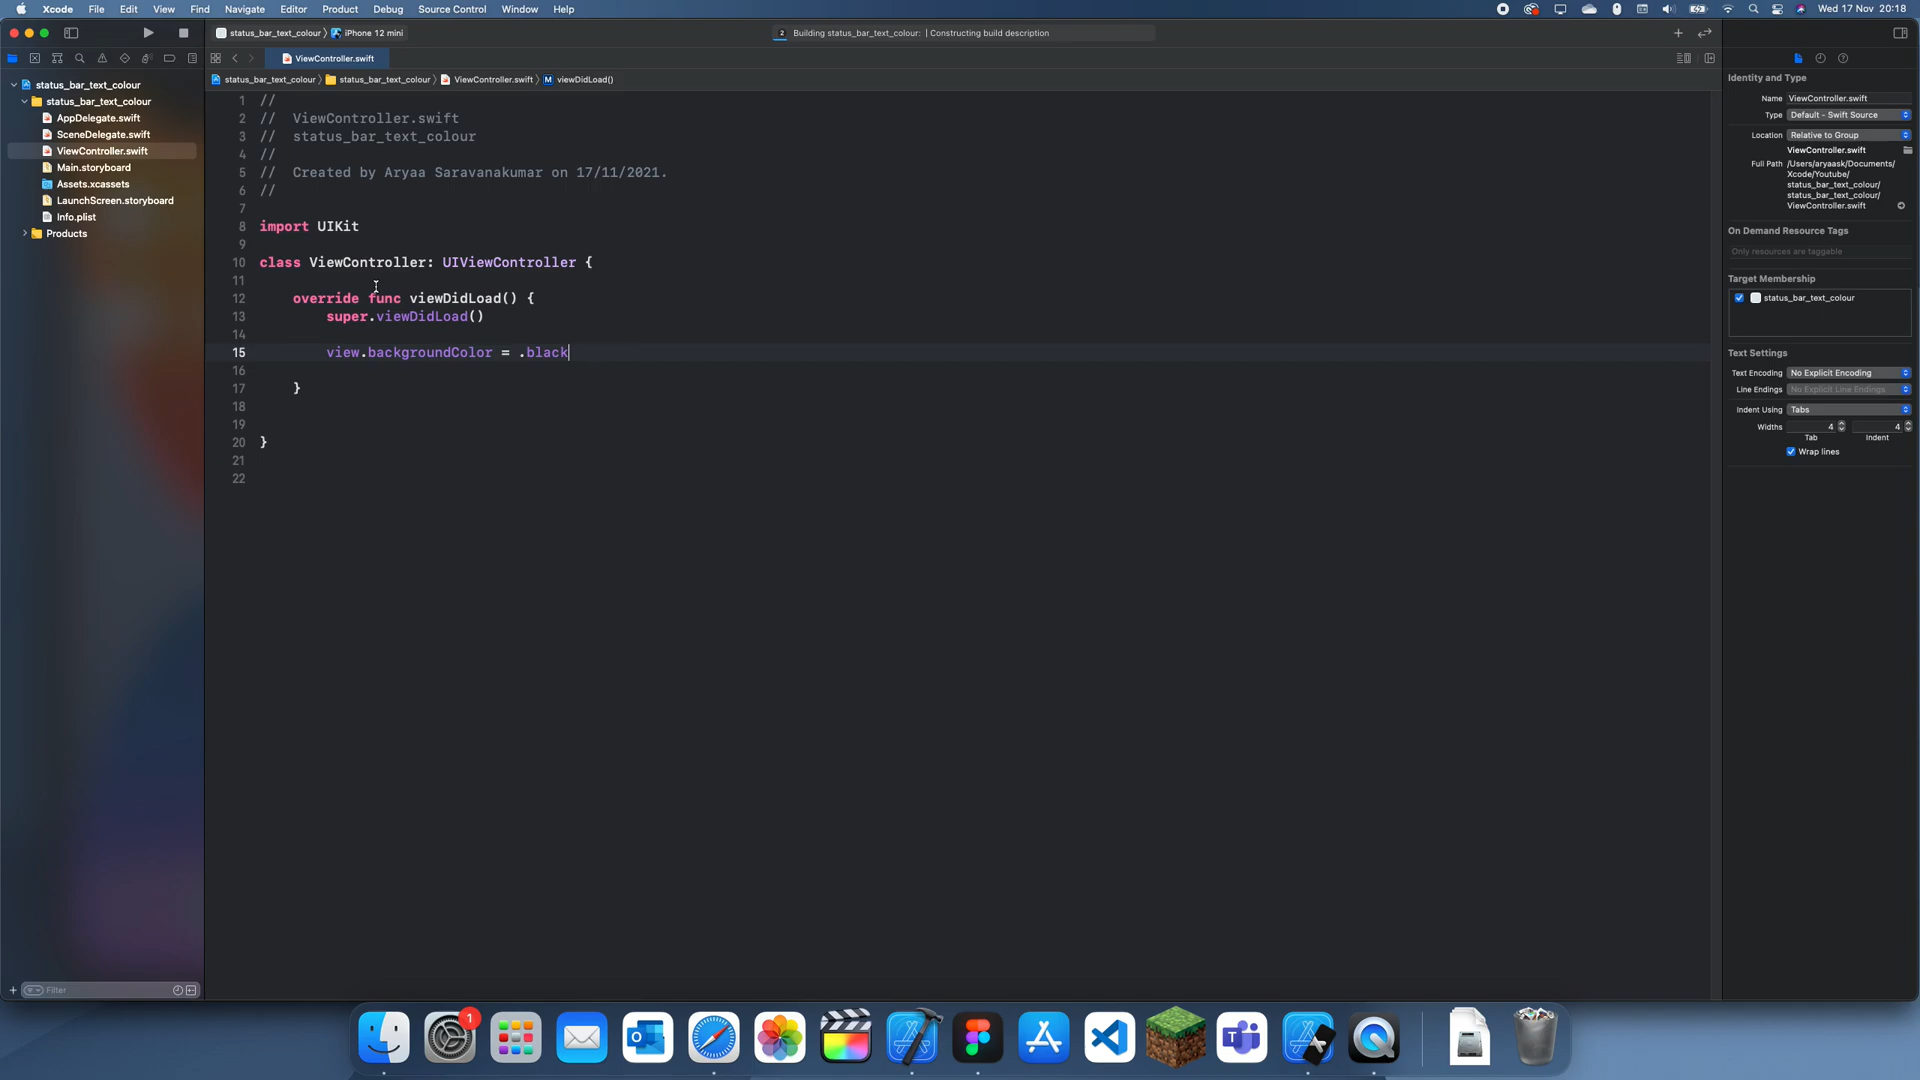 Xcode File Edit View Find Navigate Editor Product Debug Source Control Window Help Wed 17 Nov 20:18
status_bar_text_colour 〉 iPhone 12 mini
2 Building status_bar_text_colour: | Constructing build description
ViewController.swift
status_bar_text_colour 〉 status_bar_text_colour 〉 ViewController.swift 〉 M viewDidLoad()
status_bar_text_colour
status_bar_text_colour
AppDelegate.swift
SceneDelegate.swift
ViewController.swift
Main.storyboard
Assets.xcassets
LaunchScreen.storyboard
Info.plist
Products
Filter
1 //
2 // ViewController.swift
3 // status_bar_text_colour
4 //
5 // Created by Aryaa Saravanakumar on 17/11/2021.
6 //
7
8 import UIKit
9
10 class ViewController: UIViewController {
11
12 override func viewDidLoad() {
13 super.viewDidLoad()
14
15 view.backgroundColor = .black
16
17 }
18
19
20 }
21
22
Identity and Type
Name ViewController.swift
Type Default - Swift Source
Location Relative to Group
ViewController.swift
Full Path /Users/aryaask/Documents/
Xcode/Youtube/
status_bar_text_colour/
status_bar_text_colour/
ViewController.swift
On Demand Resource Tags
Only resources are taggable
Target Membership
status_bar_text_colour
Text Settings
Text Encoding No Explicit Encoding
Line Endings No Explicit Line Endings
Indent Using Tabs
Widths 4 4
Tab Indent
Wrap lines
1